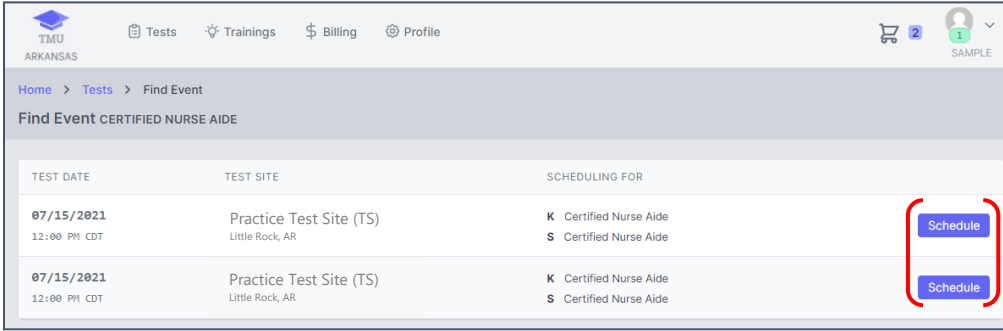 TMU
ARKANSAS
Tests
Trainings
Billing
Profile
2
1
SAMPLE
Home > Tests > Find Event
Find Event CERTIFIED NURSE AIDE
TEST DATE TEST SITE SCHEDULING FOR
07/15/2021 Practice Test Site (TS) K Certified Nurse Aide
12:00 PM CDT Little Rock, AR S Certified Nurse Aide
Schedule
07/15/2021 Practice Test Site (TS) K Certified Nurse Aide
12:00 PM CDT Little Rock, AR S Certified Nurse Aide
Schedule